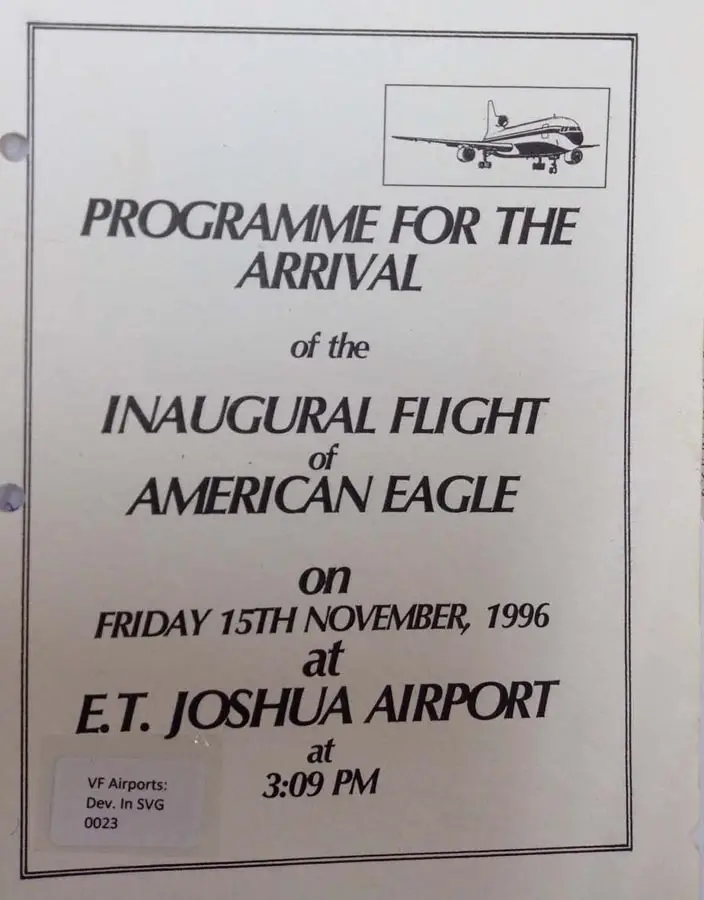 PROGRAMME FOR THE
ARRIVAL
of the
INAUGURAL FLIGHT
of
AMERICAN EAGLE
on
FRIDAY 15TH NOVEMBER, 1996
at
E.T. JOSHUA AIRPORT
at
3:09 PM
VF Airports:
Dev. In SVG
0023